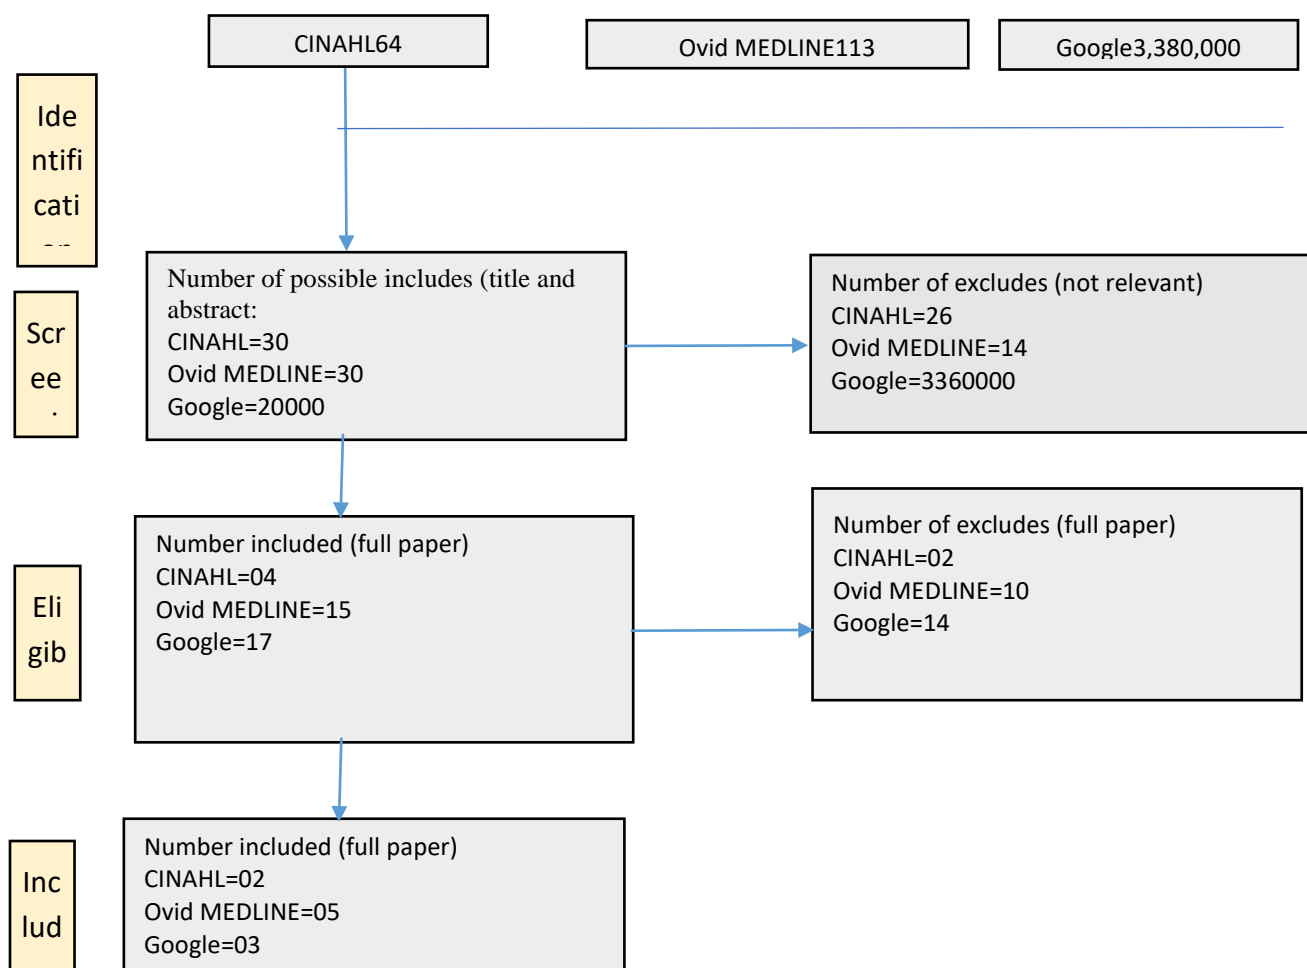 CINAHL64
Ovid MEDLINE113
Google3,380,000
Ide
ntifi
cati
Number of possible includes (title and
abstract:
CINAHL=30
Ovid MEDLINE=30
Google=20000
Number of excludes (not relevant)
CINAHL=26
Ovid MEDLINE=14
Google=3360000
Scr
ee
Number included (full paper)
CINAHL=04
Ovid MEDLINE=15
Google=17
Number of excludes (full paper)
CINAHL=02
Ovid MEDLINE=10
Google=14
Eli
gib
Number included (full paper)
CINAHL=02
Ovid MEDLINE=05
Google=03
Inc
lud